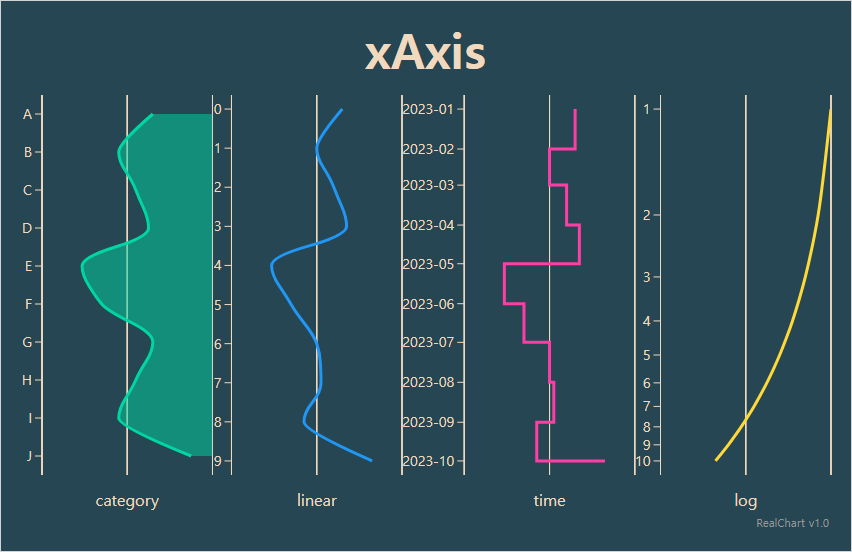 xAxis
A
B
C
D
E
F
G
H
I
J
category
0
1
2
3
4
5
6
7
8
9
linear
2023-01
2023-02
2023-03
2023-04
2023-05
2023-06
2023-07
2023-08
2023-09
2023-10
time
1
2
3
4
5
6
7
8
9
10
log
RealChart v1.0